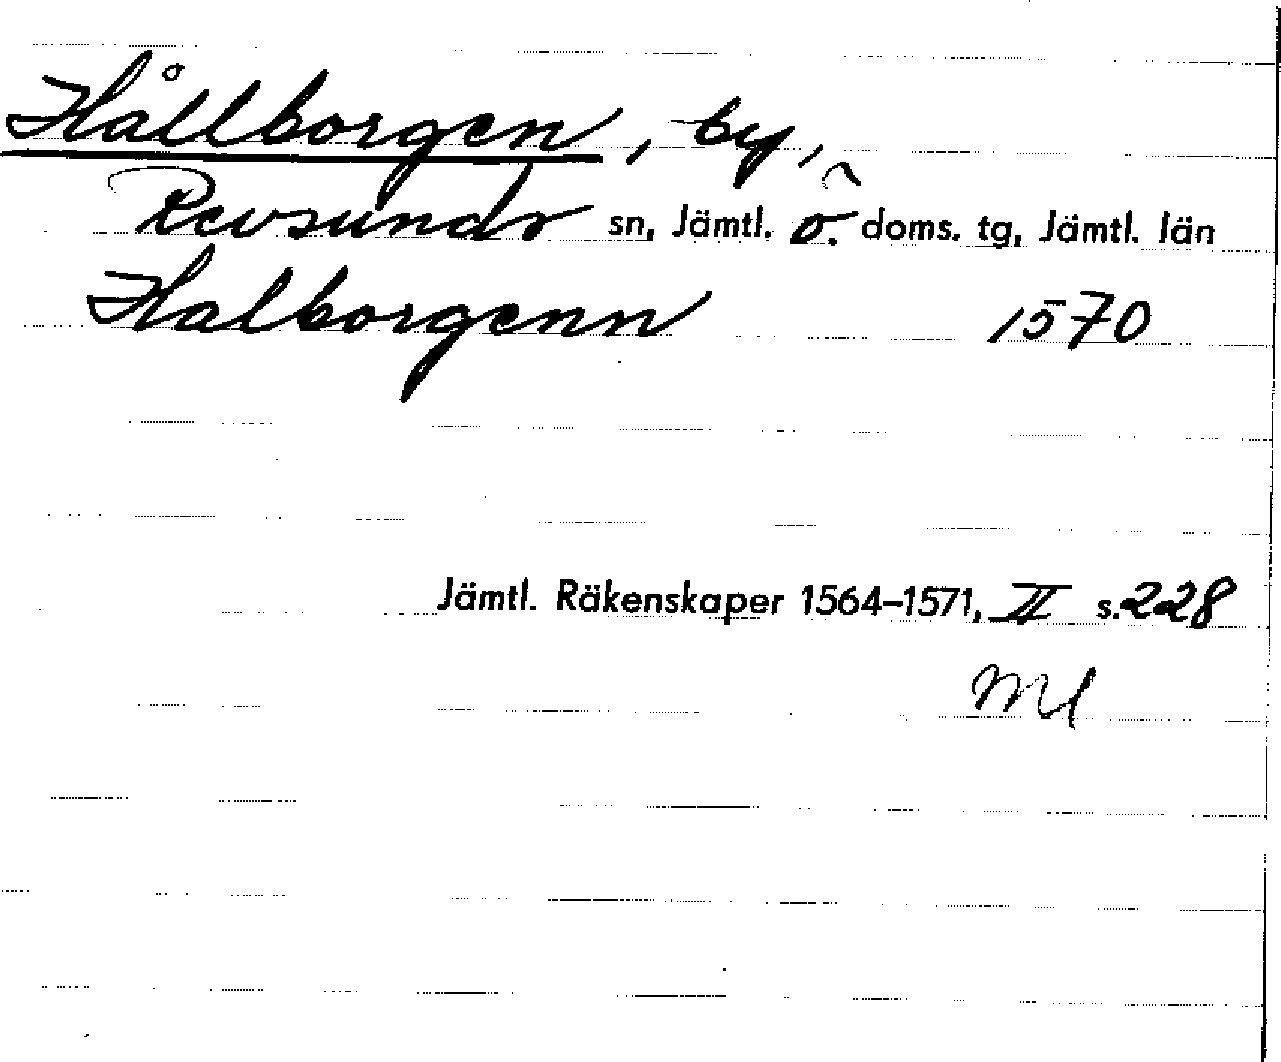 Hållborgen, by,
Revsunds sn, Jämtl. ö. doms. tg, Jämtl. län
Halborgenn 1570
Jämtl. Räkenskaper 1564–1571, II s. 228